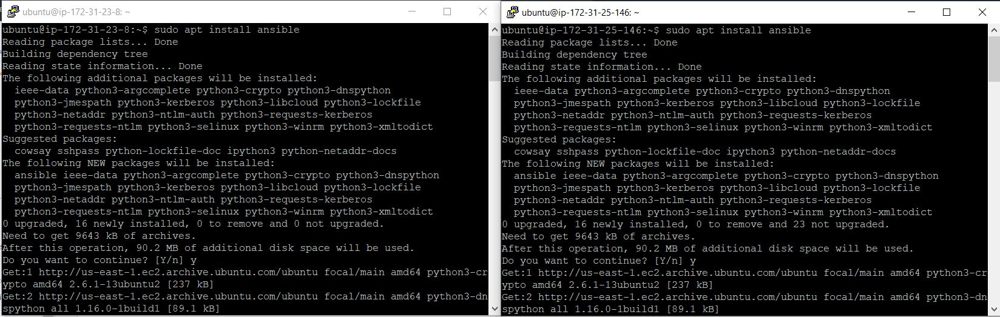 ubuntu@ip-172-31-23-8: ~
ubuntu@ip-172-31-23-8:~$ sudo apt install ansible
Reading package lists... Done
Building dependency tree
Reading state information... Done
The following additional packages will be installed:
  ieee-data python3-argcomplete python3-crypto python3-dnspython
  python3-jmespath python3-kerberos python3-libcloud python3-lockfile
  python3-netaddr python3-ntlm-auth python3-requests-kerberos
  python3-requests-ntlm python3-selinux python3-winrm python3-xmltodict
Suggested packages:
  cowsay sshpass python-lockfile-doc ipython3 python-netaddr-docs
The following NEW packages will be installed:
  ansible ieee-data python3-argcomplete python3-crypto python3-dnspython
  python3-jmespath python3-kerberos python3-libcloud python3-lockfile
  python3-netaddr python3-ntlm-auth python3-requests-kerberos
  python3-requests-ntlm python3-selinux python3-winrm python3-xmltodict
0 upgraded, 16 newly installed, 0 to remove and 0 not upgraded.
Need to get 9643 kB of archives.
After this operation, 90.2 MB of additional disk space will be used.
Do you want to continue? [Y/n] y
Get:1 http://us-east-1.ec2.archive.ubuntu.com/ubuntu focal/main amd64 python3-cr
ypto amd64 2.6.1-13ubuntu2 [237 kB]
Get:2 http://us-east-1.ec2.archive.ubuntu.com/ubuntu focal/main amd64 python3-dn
spython all 1.16.0-1build1 [89.1 kB]
ubuntu@ip-172-31-25-146: ~
ubuntu@ip-172-31-25-146:~$ sudo apt install ansible
Reading package lists... Done
Building dependency tree
Reading state information... Done
The following additional packages will be installed:
  ieee-data python3-argcomplete python3-crypto python3-dnspython
  python3-jmespath python3-kerberos python3-libcloud python3-lockfile
  python3-netaddr python3-ntlm-auth python3-requests-kerberos
  python3-requests-ntlm python3-selinux python3-winrm python3-xmltodict
Suggested packages:
  cowsay sshpass python-lockfile-doc ipython3 python-netaddr-docs
The following NEW packages will be installed:
  ansible ieee-data python3-argcomplete python3-crypto python3-dnspython
  python3-jmespath python3-kerberos python3-libcloud python3-lockfile
  python3-netaddr python3-ntlm-auth python3-requests-kerberos
  python3-requests-ntlm python3-selinux python3-winrm python3-xmltodict
0 upgraded, 16 newly installed, 0 to remove and 23 not upgraded.
Need to get 9643 kB of archives.
After this operation, 90.2 MB of additional disk space will be used.
Do you want to continue? [Y/n] y
Get:1 http://us-east-1.ec2.archive.ubuntu.com/ubuntu focal/main amd64 python3-cr
ypto amd64 2.6.1-13ubuntu2 [237 kB]
Get:2 http://us-east-1.ec2.archive.ubuntu.com/ubuntu focal/main amd64 python3-dn
spython all 1.16.0-1build1 [89.1 kB]